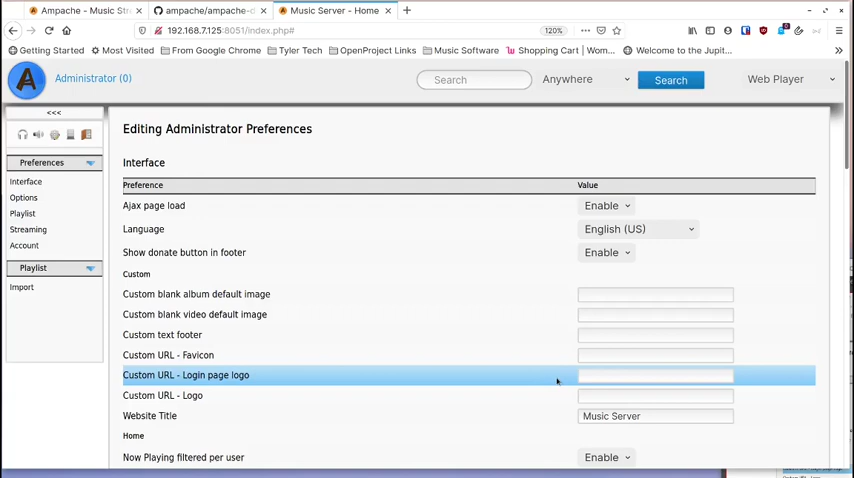 Ampache - Music Str
ampache/ampache-d
Music Server - Home
192.168.7.125:8051/index.php#
120%
Getting Started
Most Visited
From Google Chrome
Tyler Tech
OpenProject Links
Music Software
Shopping Cart | Wom...
Welcome to the Jupit...
Administrator (0)
Search
Anywhere
Search
Web Player
<<<
Preferences
Interface
Options
Playlist
Streaming
Account
Playlist
Import
Editing Administrator Preferences
Interface
Preference Value
Ajax page load Enable
Language English (US)
Show donate button in footer Enable
Custom
Custom blank album default image
Custom blank video default image
Custom text footer
Custom URL - Favicon
Custom URL - Login page logo
Custom URL - Logo
Website Title Music Server
Home
Now Playing filtered per user Enable